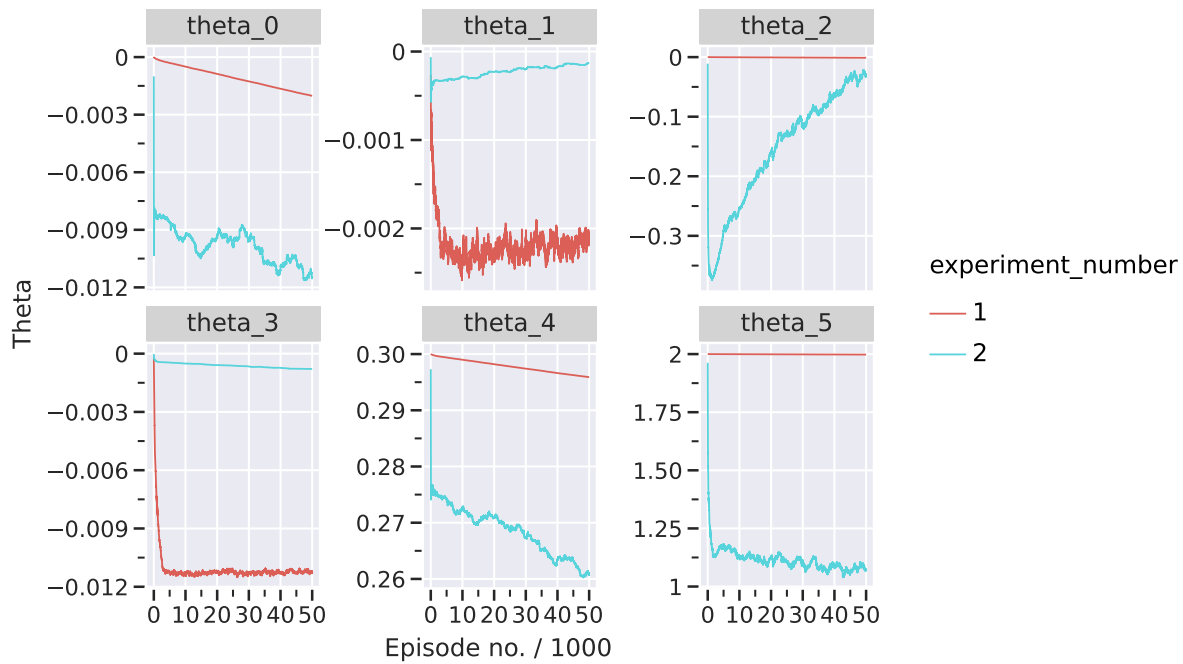 theta_0
theta_1
theta_2
0
−0.003
−0.006
−0.009
−0.012
0
−0.001
−0.002
0
−0.1
−0.2
−0.3
theta_3
theta_4
theta_5
0
−0.003
−0.006
−0.009
−0.012
0.30
0.29
0.28
0.27
0.26
2
1.75
1.50
1.25
1
0 10 20 30 40 50
0 10 20 30 40 50
0 10 20 30 40 50
Theta
Episode no. / 1000
experiment_number
1
2